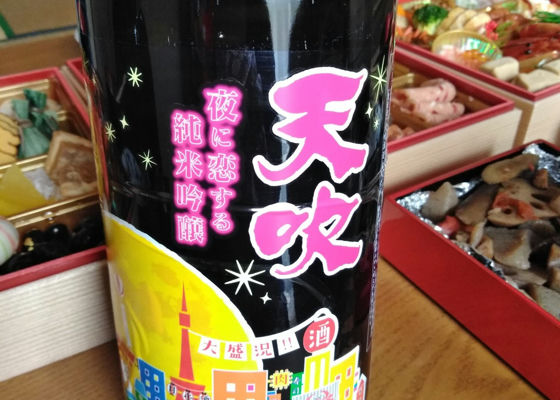 天吹
夜に恋する
純米吟醸
大盛況!!
酒